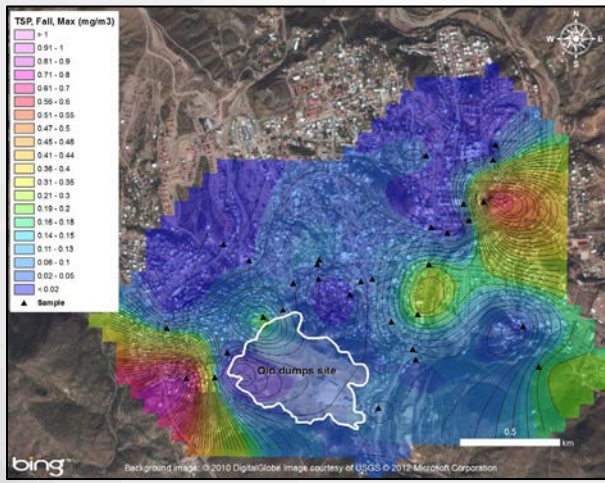 TSP, Fall, Max (mg/m3)
> 1
0.91 - 1
0.81 - 0.9
0.71 - 0.8
0.61 - 0.7
0.56 - 0.6
0.51 - 0.55
0.47 - 0.5
0.45 - 0.46
0.41 - 0.44
0.36 - 0.4
0.31 - 0.35
0.21 - 0.3
0.19 - 0.2
0.16 - 0.18
0.14 - 0.15
0.11 - 0.13
0.06 - 0.1
0.02 - 0.05
< 0.02
Sample
N
W E
S
Old dumps site
0.5
km
bing™
Background image: © 2010 DigitalGlobe Image courtesy of USGS © 2012 Microsoft Corporation